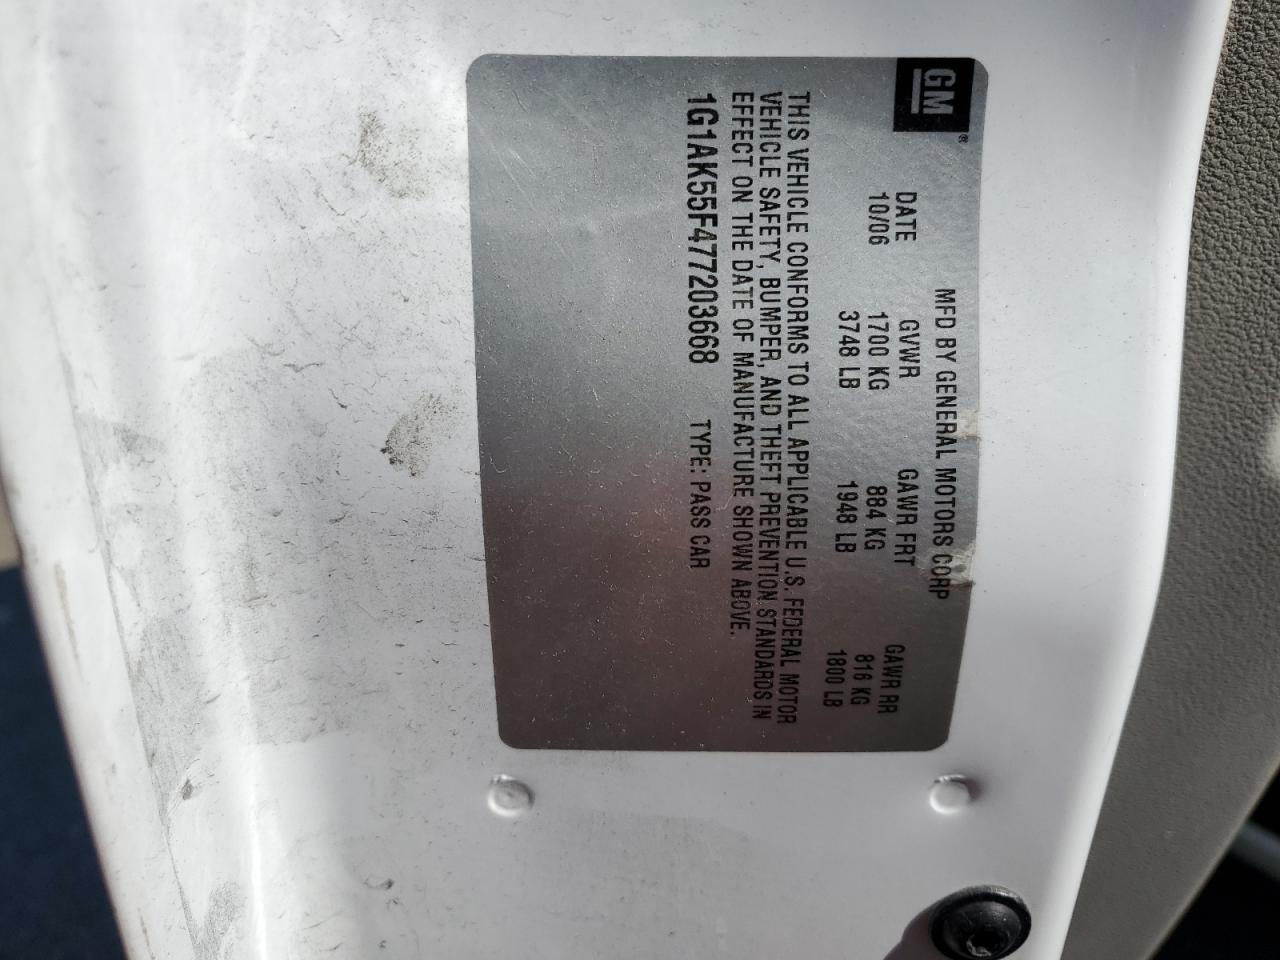 GM®
MFD BY GENERAL MOTORS CORP
DATE GVWR GAWR FRT GAWR RR
10/06 1700 KG 884 KG 816 KG
3748 LB 1948 LB 1800 LB
THIS VEHICLE CONFORMS TO ALL APPLICABLE U.S. FEDERAL MOTOR
VEHICLE SAFETY, BUMPER, AND THEFT PREVENTION STANDARDS IN
EFFECT ON THE DATE OF MANUFACTURE SHOWN ABOVE.
1G1AK55F477203668 TYPE: PASS CAR